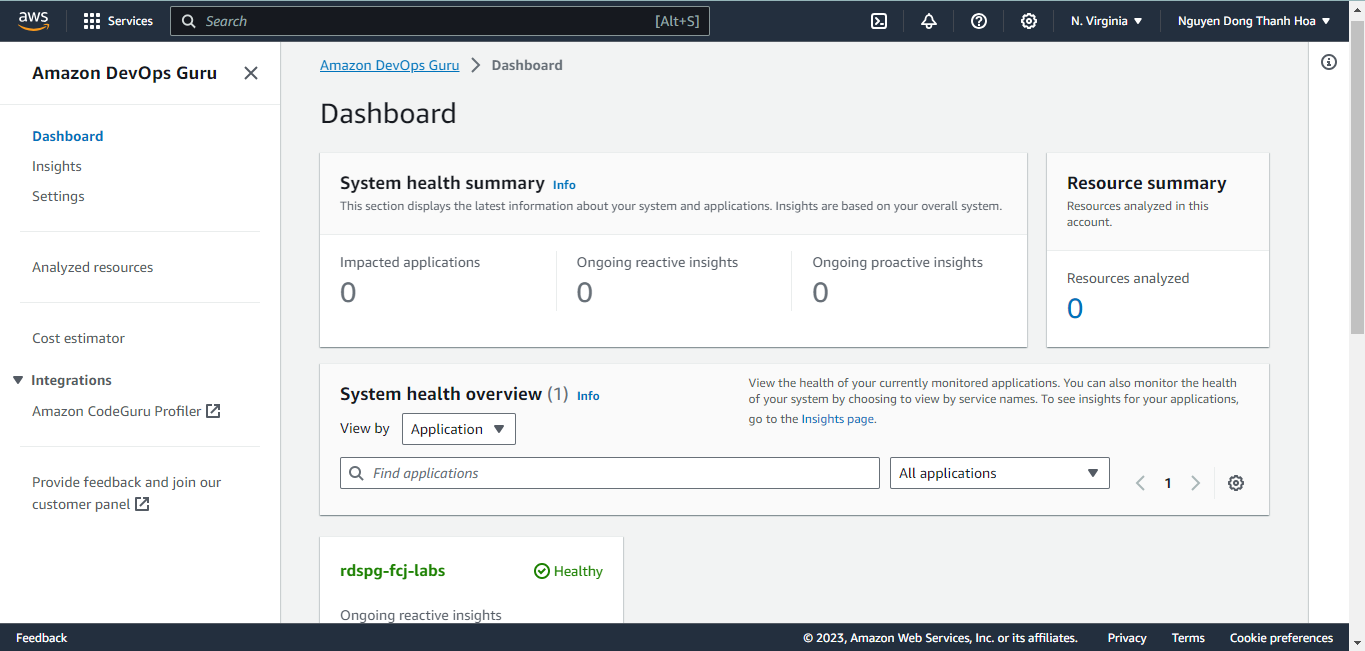 aws
Services
Search
[Alt+S]
N. Virginia
Nguyen Dong Thanh Hoa
Amazon DevOps Guru
Dashboard
Insights
Settings
Analyzed resources
Cost estimator
Integrations
Amazon CodeGuru Profiler
Provide feedback and join our
customer panel
Amazon DevOps Guru
Dashboard
Dashboard
System health summary Info
This section displays the latest information about your system and applications. Insights are based on your overall system.
Impacted applications
0
Ongoing reactive insights
0
Ongoing proactive insights
0
Resource summary
Resources analyzed in this
account.
Resources analyzed
0
System health overview (1) Info
View the health of your currently monitored applications. You can also monitor the health
of your system by choosing to view by service names. To see insights for your applications,
go to the Insights page.
View by
Application
Find applications
All applications
1
rdspg-fcj-labs
Healthy
Ongoing reactive insights
Feedback
© 2023, Amazon Web Services, Inc. or its affiliates.
Privacy
Terms
Cookie preferences